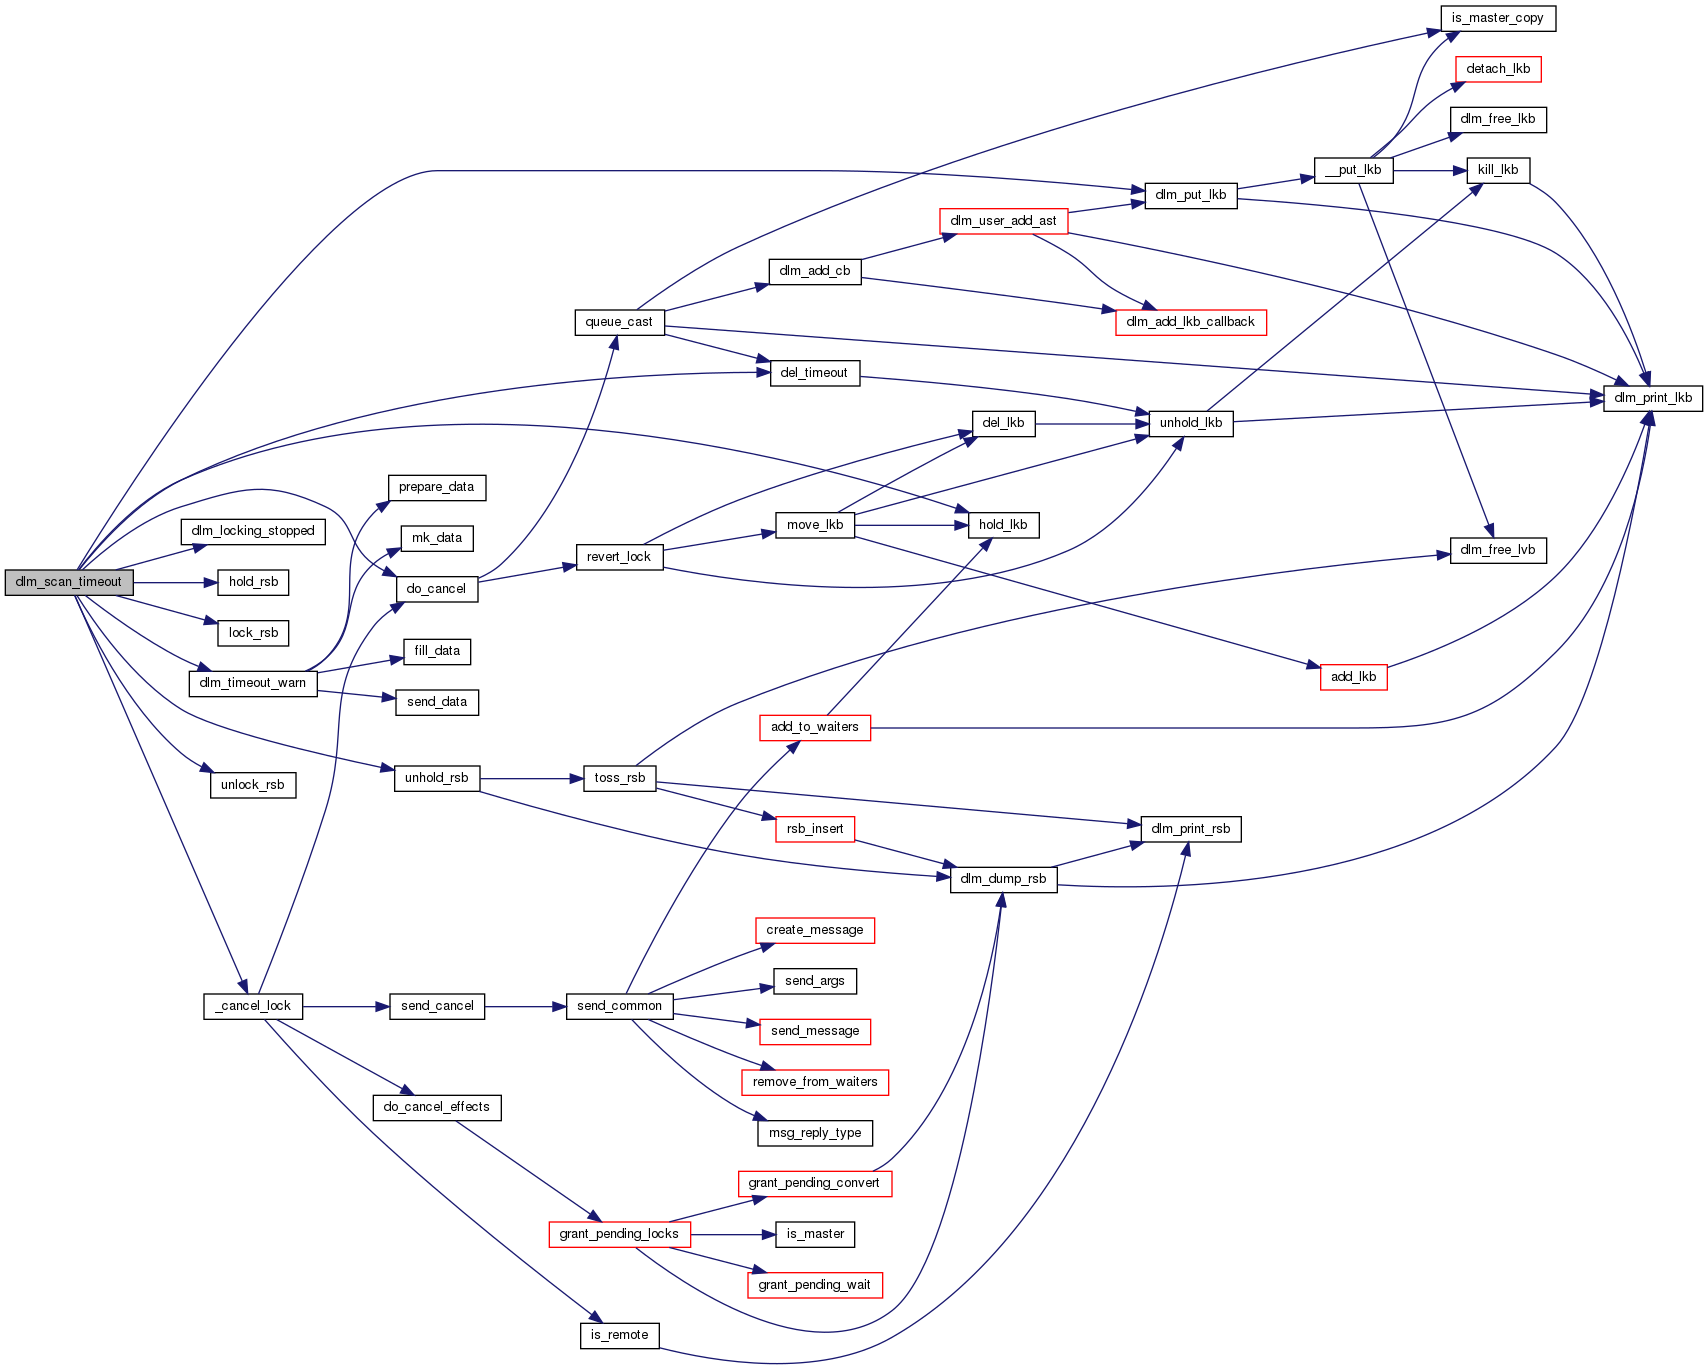 is_master_copy
detach_lkb
dlm_free_lkb
__put_lkb
kill_lkb
dlm_put_lkb
dlm_user_add_ast
dlm_add_cb
queue_cast
dlm_add_lkb_callback
del_timeout
dlm_print_lkb
del_lkb
unhold_lkb
prepare_data
dlm_locking_stopped
mk_data
move_lkb
hold_lkb
revert_lock
dlm_free_lvb
dlm_scan_timeout
hold_rsb
do_cancel
lock_rsb
fill_data
dlm_timeout_warn
add_lkb
send_data
add_to_waiters
unlock_rsb
unhold_rsb
toss_rsb
rsb_insert
dlm_print_rsb
dlm_dump_rsb
create_message
send_args
_cancel_lock
send_cancel
send_common
send_message
remove_from_waiters
do_cancel_effects
msg_reply_type
grant_pending_convert
grant_pending_locks
is_master
grant_pending_wait
is_remote